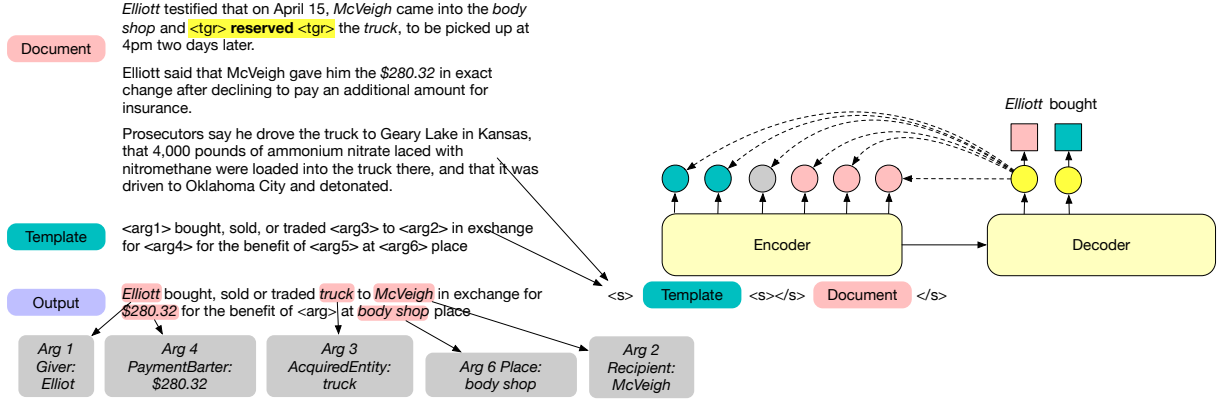 Document
Elliott testified that on April 15, McVeigh came into the body
shop and <tgr> reserved <tgr> the truck, to be picked up at
4pm two days later.
Elliott said that McVeigh gave him the $280.32 in exact
change after declining to pay an additional amount for
insurance.
Prosecutors say he drove the truck to Geary Lake in Kansas,
that 4,000 pounds of ammonium nitrate laced with
nitromethane were loaded into the truck there, and that it was
driven to Oklahoma City and detonated.
Template
<arg1> bought, sold, or traded <arg3> to <arg2> in exchange
for <arg4> for the benefit of <arg5> at <arg6> place
Output
Elliott bought, sold or traded truck to McVeigh in exchange for
$280.32 for the benefit of <arg> at body shop place
Arg 1
Giver:
Elliot
Arg 4
PaymentBarter:
$280.32
Arg 3
AcquiredEntity:
truck
Arg 6 Place:
body shop
Arg 2
Recipient:
McVeigh
Elliott bought
Encoder
Decoder
<s> Template <s></s> Document </s>